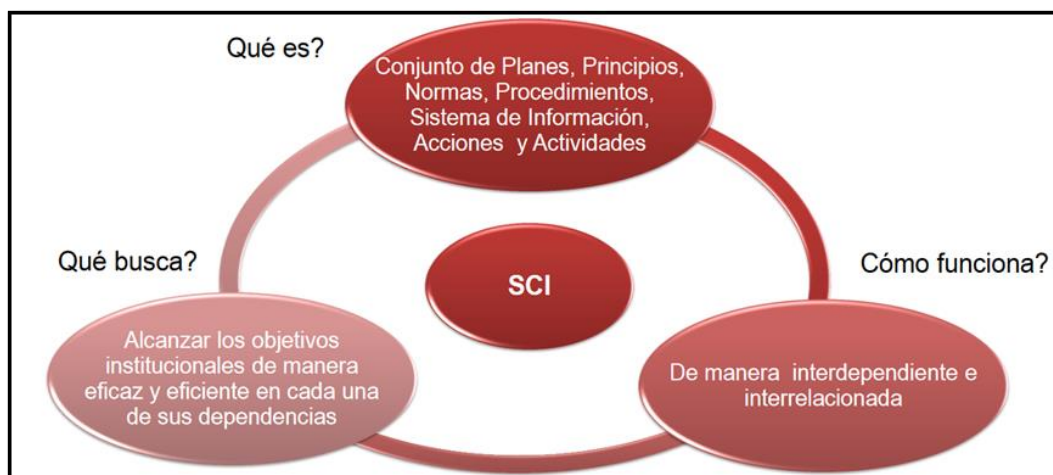 Qué es?
Conjunto de Planes, Principios,
Normas, Procedimientos,
Sistema de Información,
Acciones y Actividades
Qué busca?
Cómo funciona?
SCI
Alcanzar los objetivos
institucionales de manera
eficaz y eficiente en cada una
de sus dependencias
De manera interdependiente e
interrelacionada